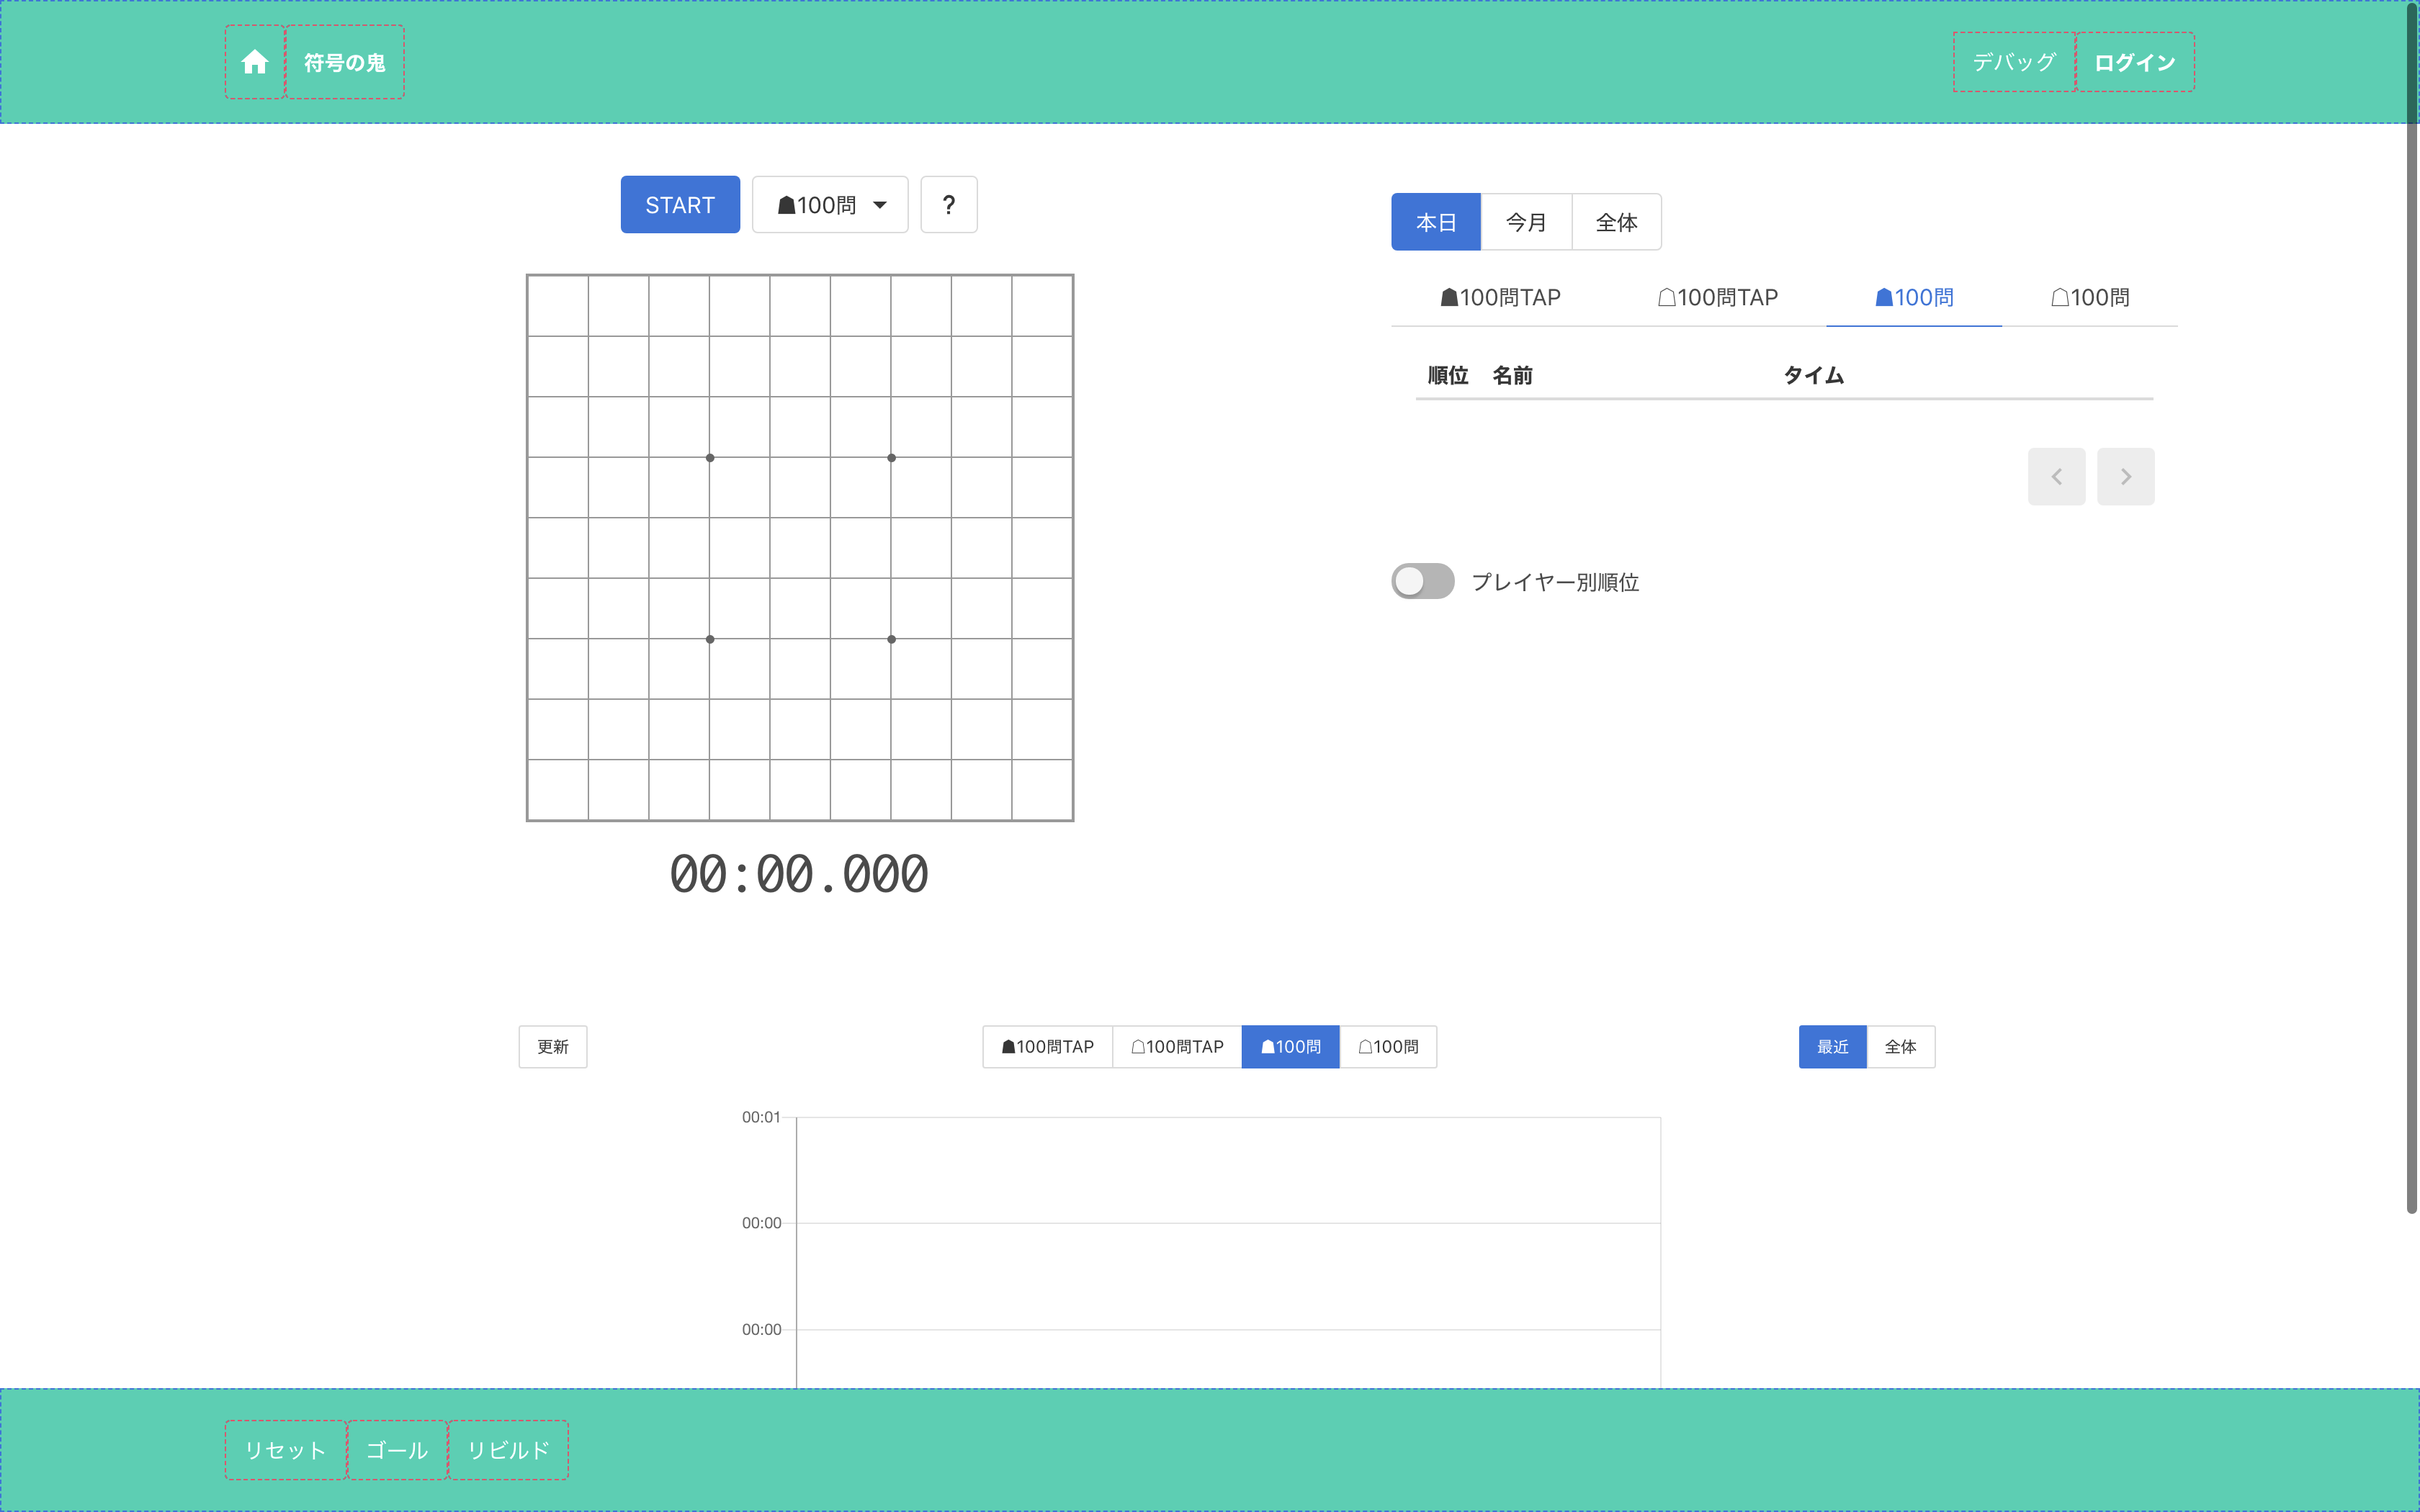 符号の鬼 デバッグ ログイン
START ☗100問 ?
本日 今月 全体
☗100問TAP ☖100問TAP ☗100問 ☖100問
順位 名前 タイム
プレイヤー別順位
00:00.000
更新 ☗100問TAP ☖100問TAP ☗100問 ☖100問 最近 全体
00:01
00:00
00:00
リセット ゴール リビルド